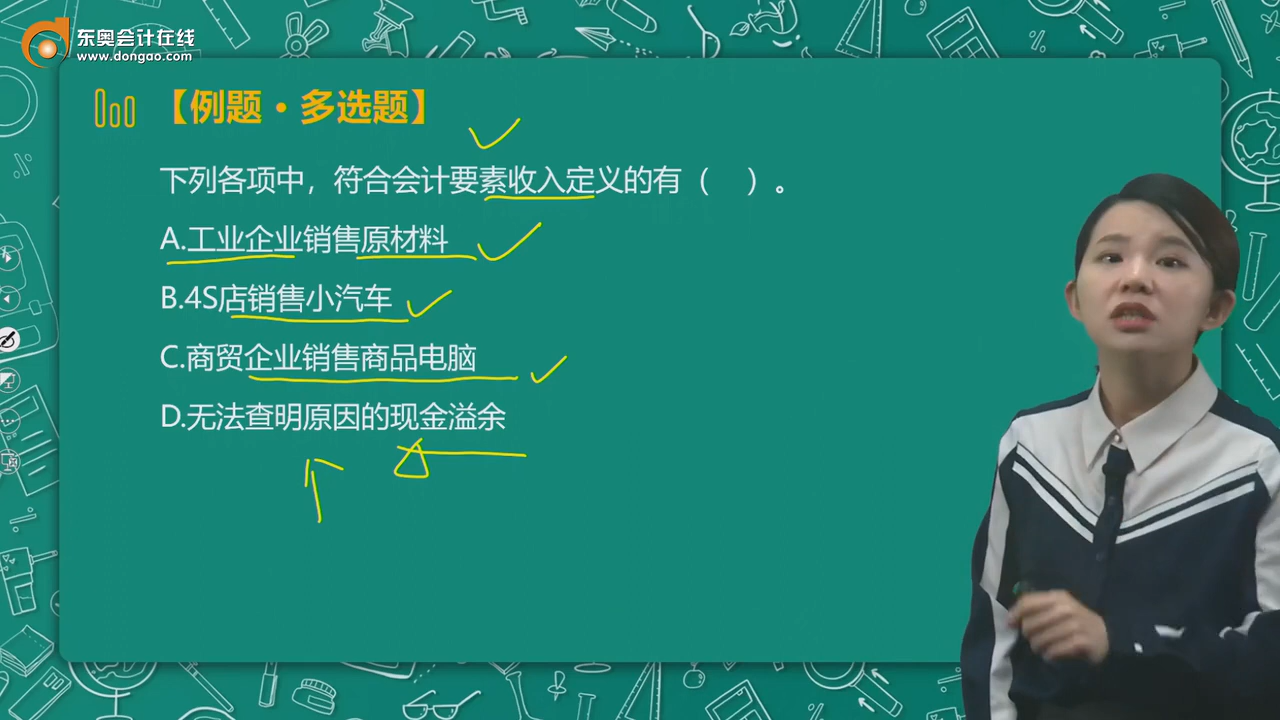 东奥会计在线
www.dongao.com
【例题·多选题】
下列各项中，符合会计要素收入定义的有（ ）。
A.工业企业销售原材料
B.4S店销售小汽车
C.商贸企业销售商品电脑
D.无法查明原因的现金溢余